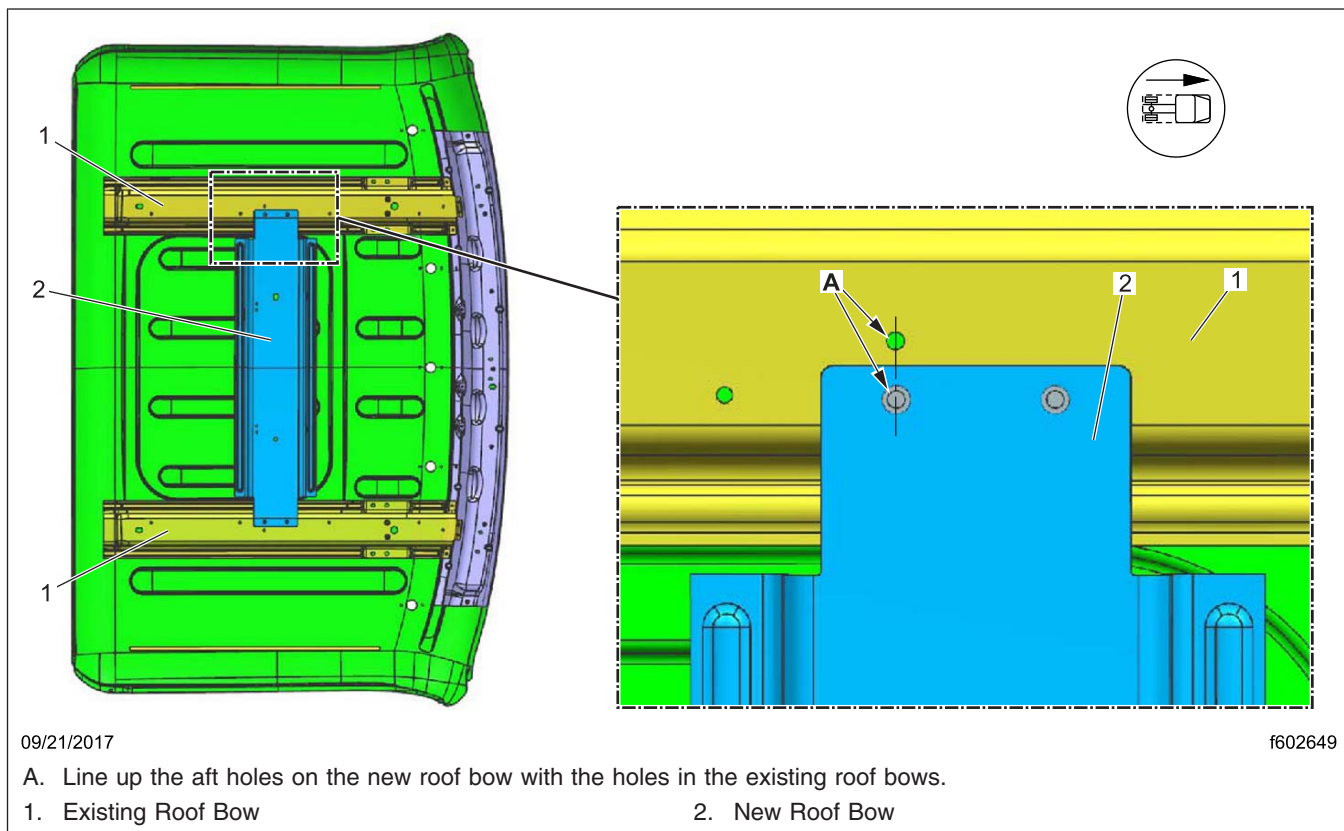 1
2
1
A
2
1
09/21/2017
f602649
A. Line up the aft holes on the new roof bow with the holes in the existing roof bows.
1. Existing Roof Bow
2. New Roof Bow